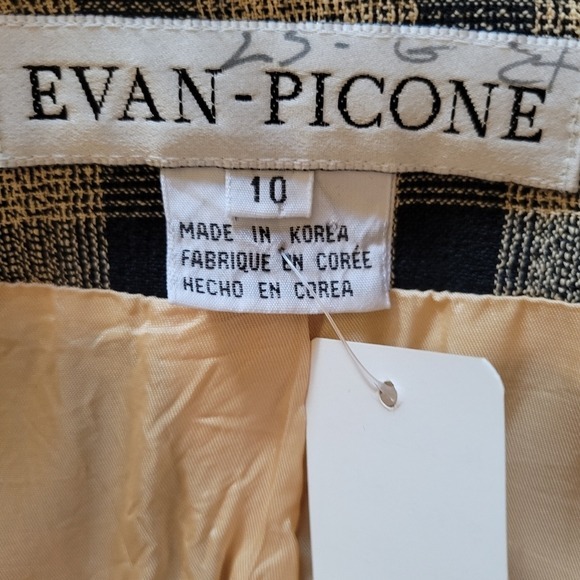 EVAN-PICONE
10
MADE IN KOREA
FABRIQUE EN CORÉE
HECHO EN COREA